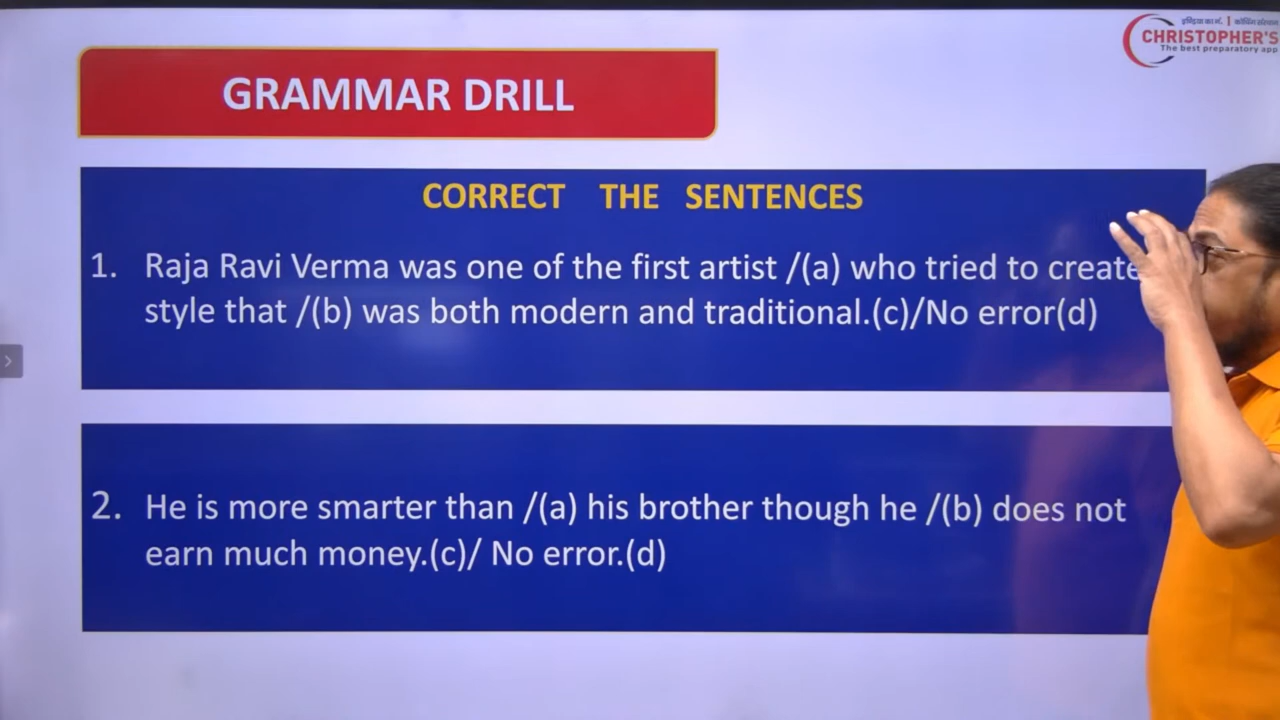 इण्डिया का नं. 1 कोचिंग संस्थान
CHRISTOPHER'S
The best preparatory app
GRAMMAR DRILL
CORRECT THE SENTENCES
1. Raja Ravi Verma was one of the first artist /(a) who tried to create
style that /(b) was both modern and traditional.(c)/No error(d)
2. He is more smarter than /(a) his brother though he /(b) does not
earn much money.(c)/ No error.(d)